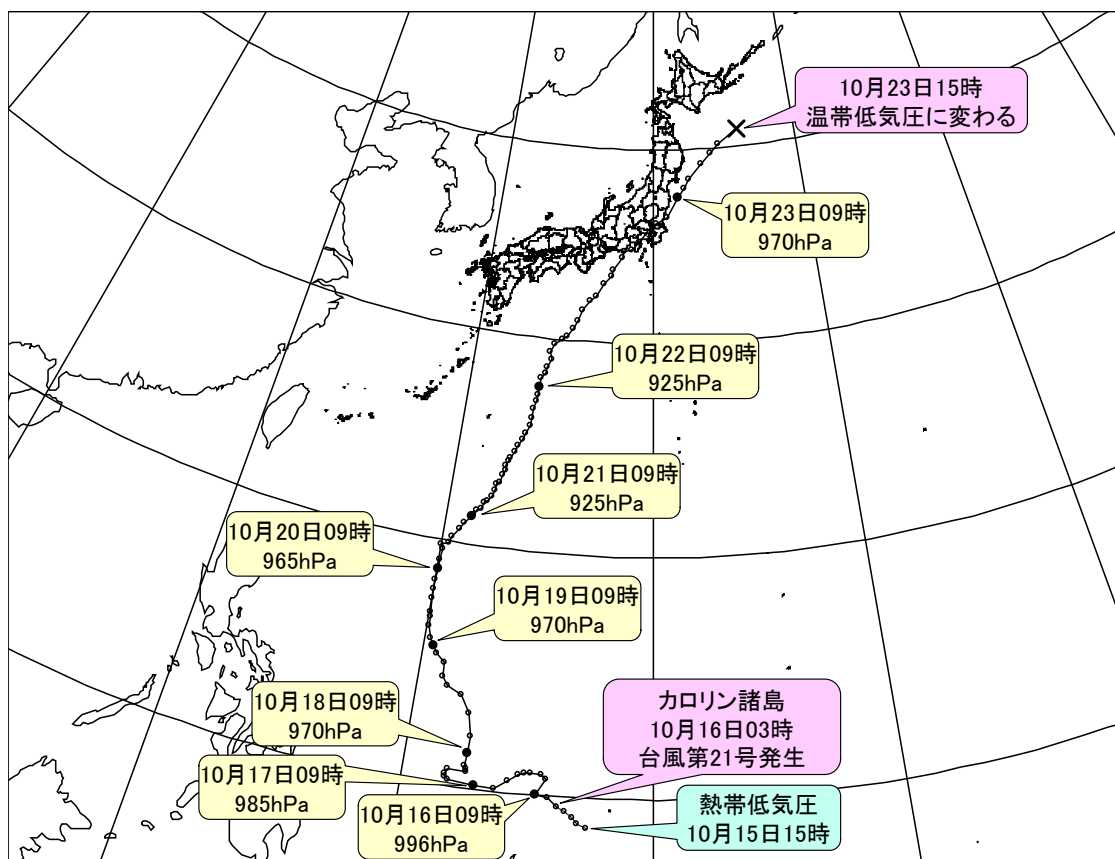 10月23日15時
温帯低気圧に変わる
10月23日09時
970hPa
10月22日09時
925hPa
10月21日09時
925hPa
10月20日09時
965hPa
10月19日09時
970hPa
10月18日09時
970hPa
カロリン諸島
10月16日03時
台風第21号発生
10月17日09時
985hPa
10月16日09時
996hPa
熱帯低気圧
10月15日15時